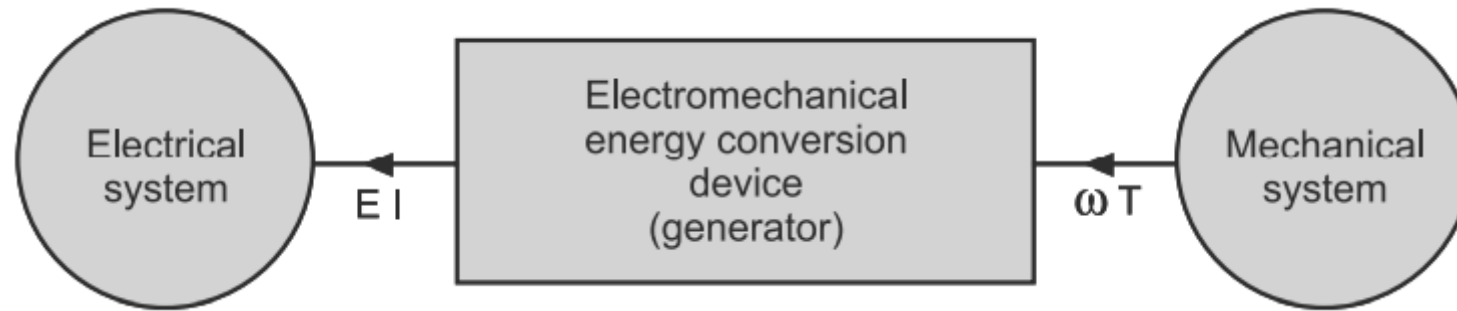 Electrical
system
E I
Electromechanical
energy conversion
device
(generator)
ω T
Mechanical
system